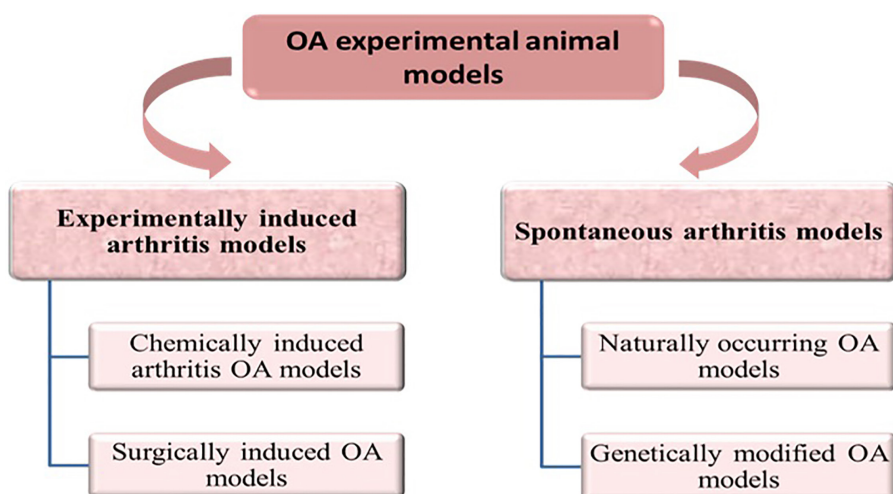 OA experimental animal
models
Experimentally induced
arthritis models
Chemically induced
arthritis OA models
Surgically induced OA
models
Spontaneous arthritis models
Naturally occurring OA
models
Genetically modified OA
models